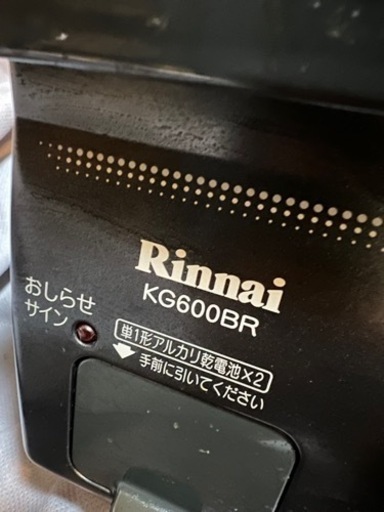 Rinnai
KG600BR
おしらせ
サイン
単1形アルカリ乾電池×2
手前に引いてください